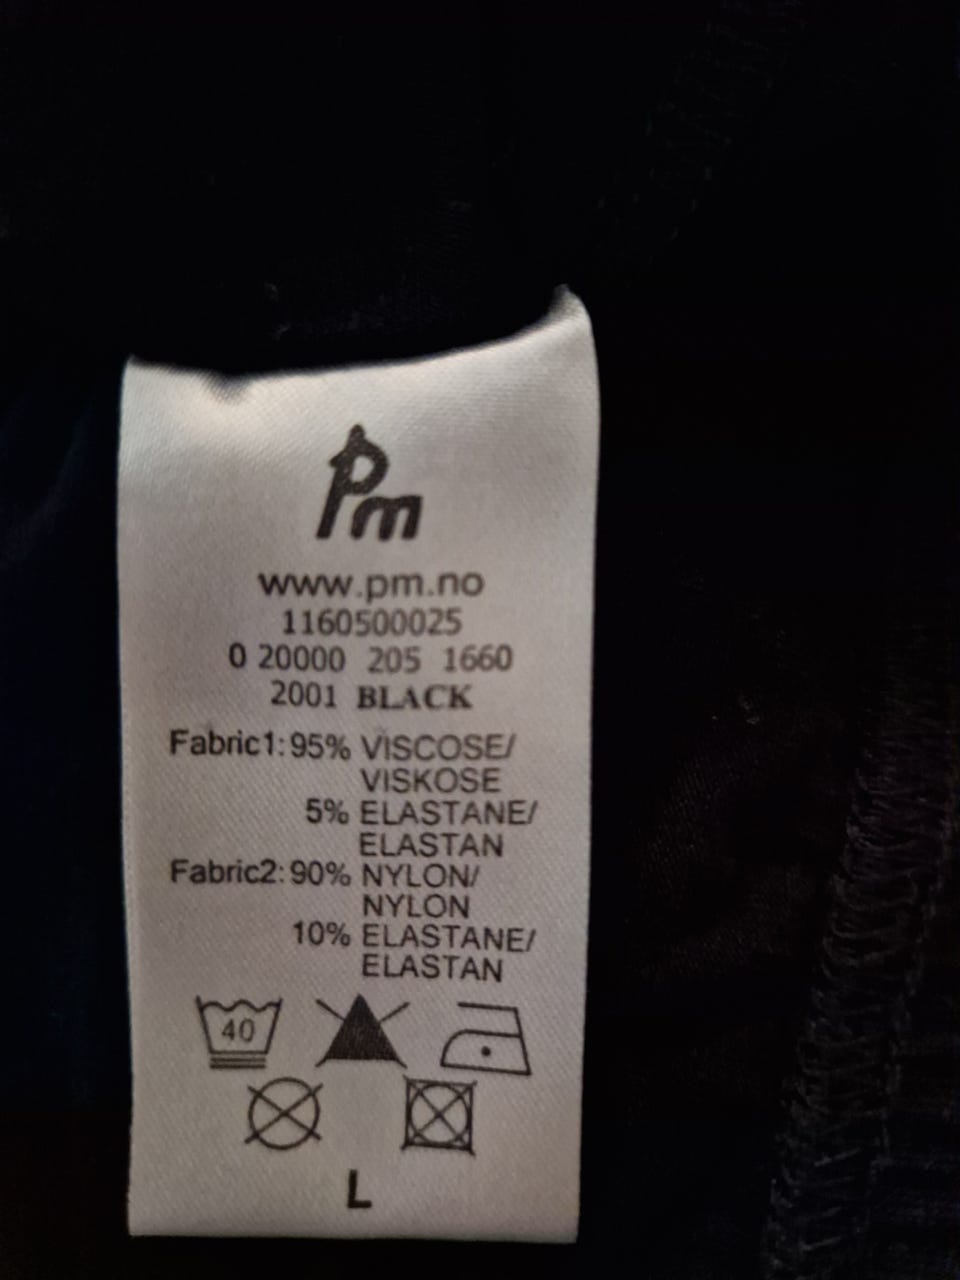 Pm
www.pm.no
1160500025
0 20000 205 1660
2001 BLACK
Fabric1: 95% VISCOSE/
VISKOSE
5% ELASTANE/
ELASTAN
Fabric2: 90% NYLON/
NYLON
10% ELASTANE/
ELASTAN
40
L